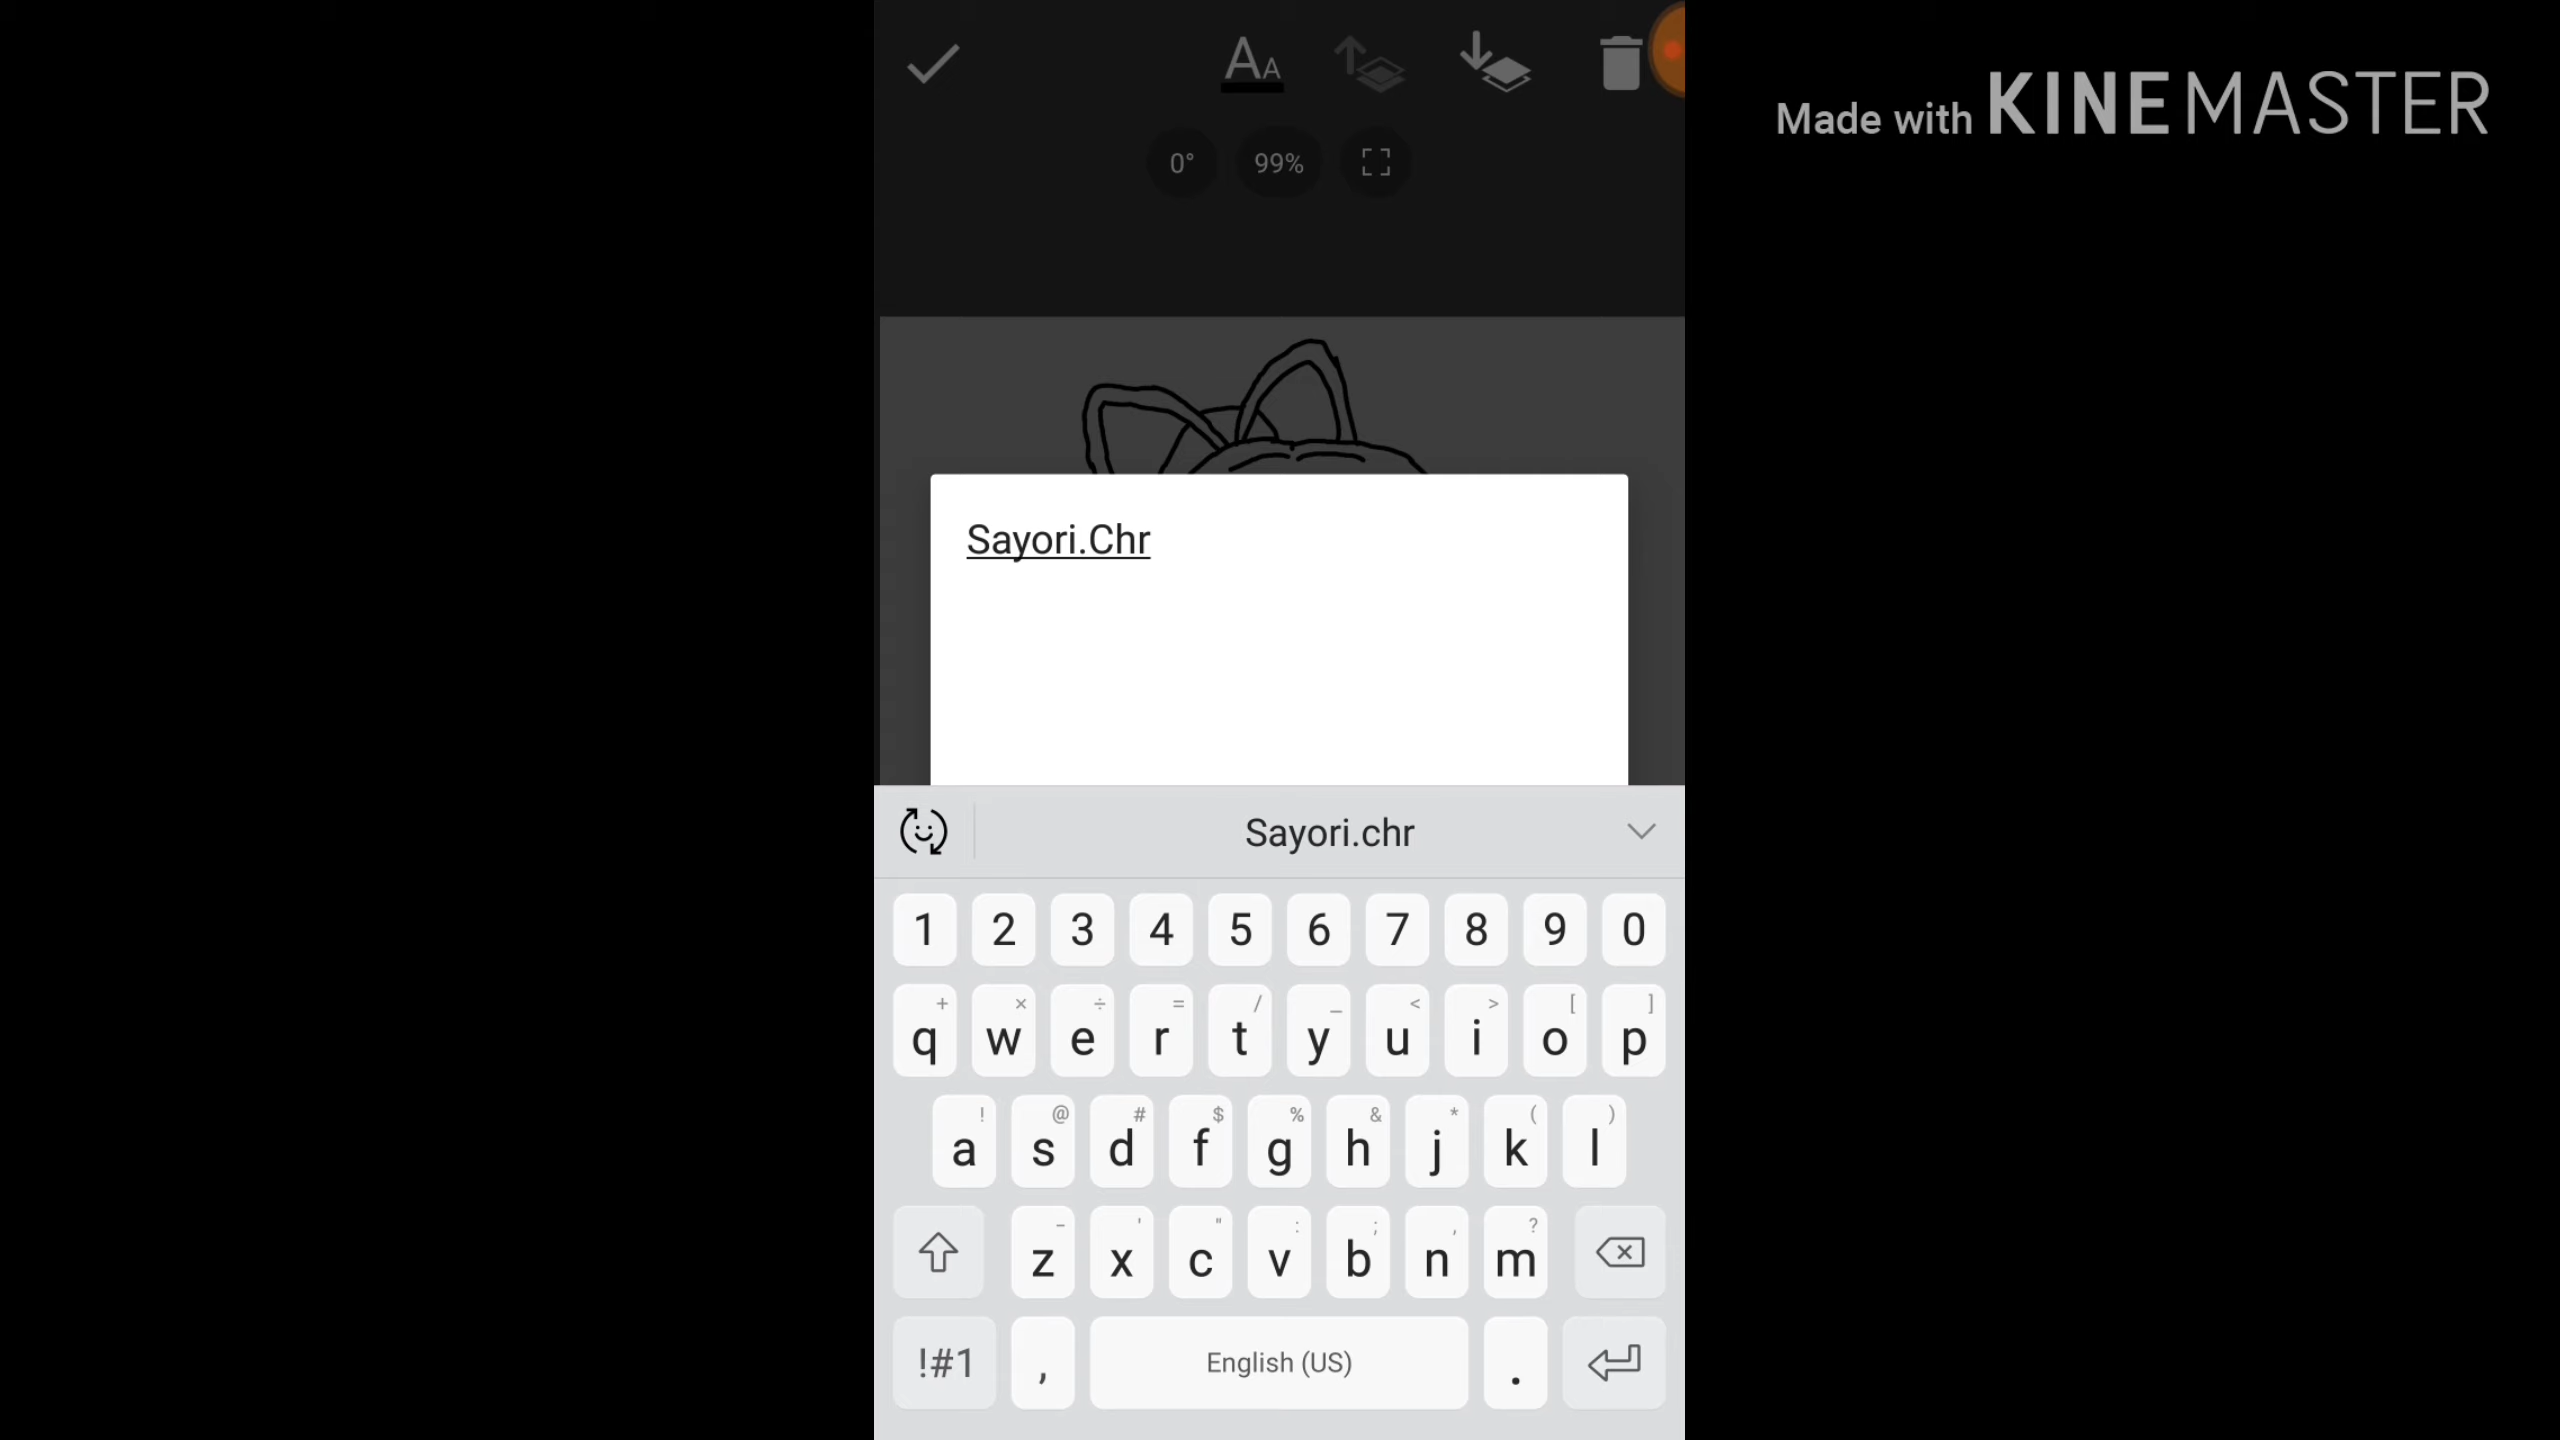 Made with KINEMASTER
AA
0° 99%
Sayori.Chr
Sayori.chr
1 2 3 4 5 6 7 8 9 0
+ × ÷ = / _ < > [ ]
q w e r t y u i o p
! @ # $ % & * ( )
a s d f g h j k l
- ' " : ; , ?
z x c v b n m
!#1 , English (US) .